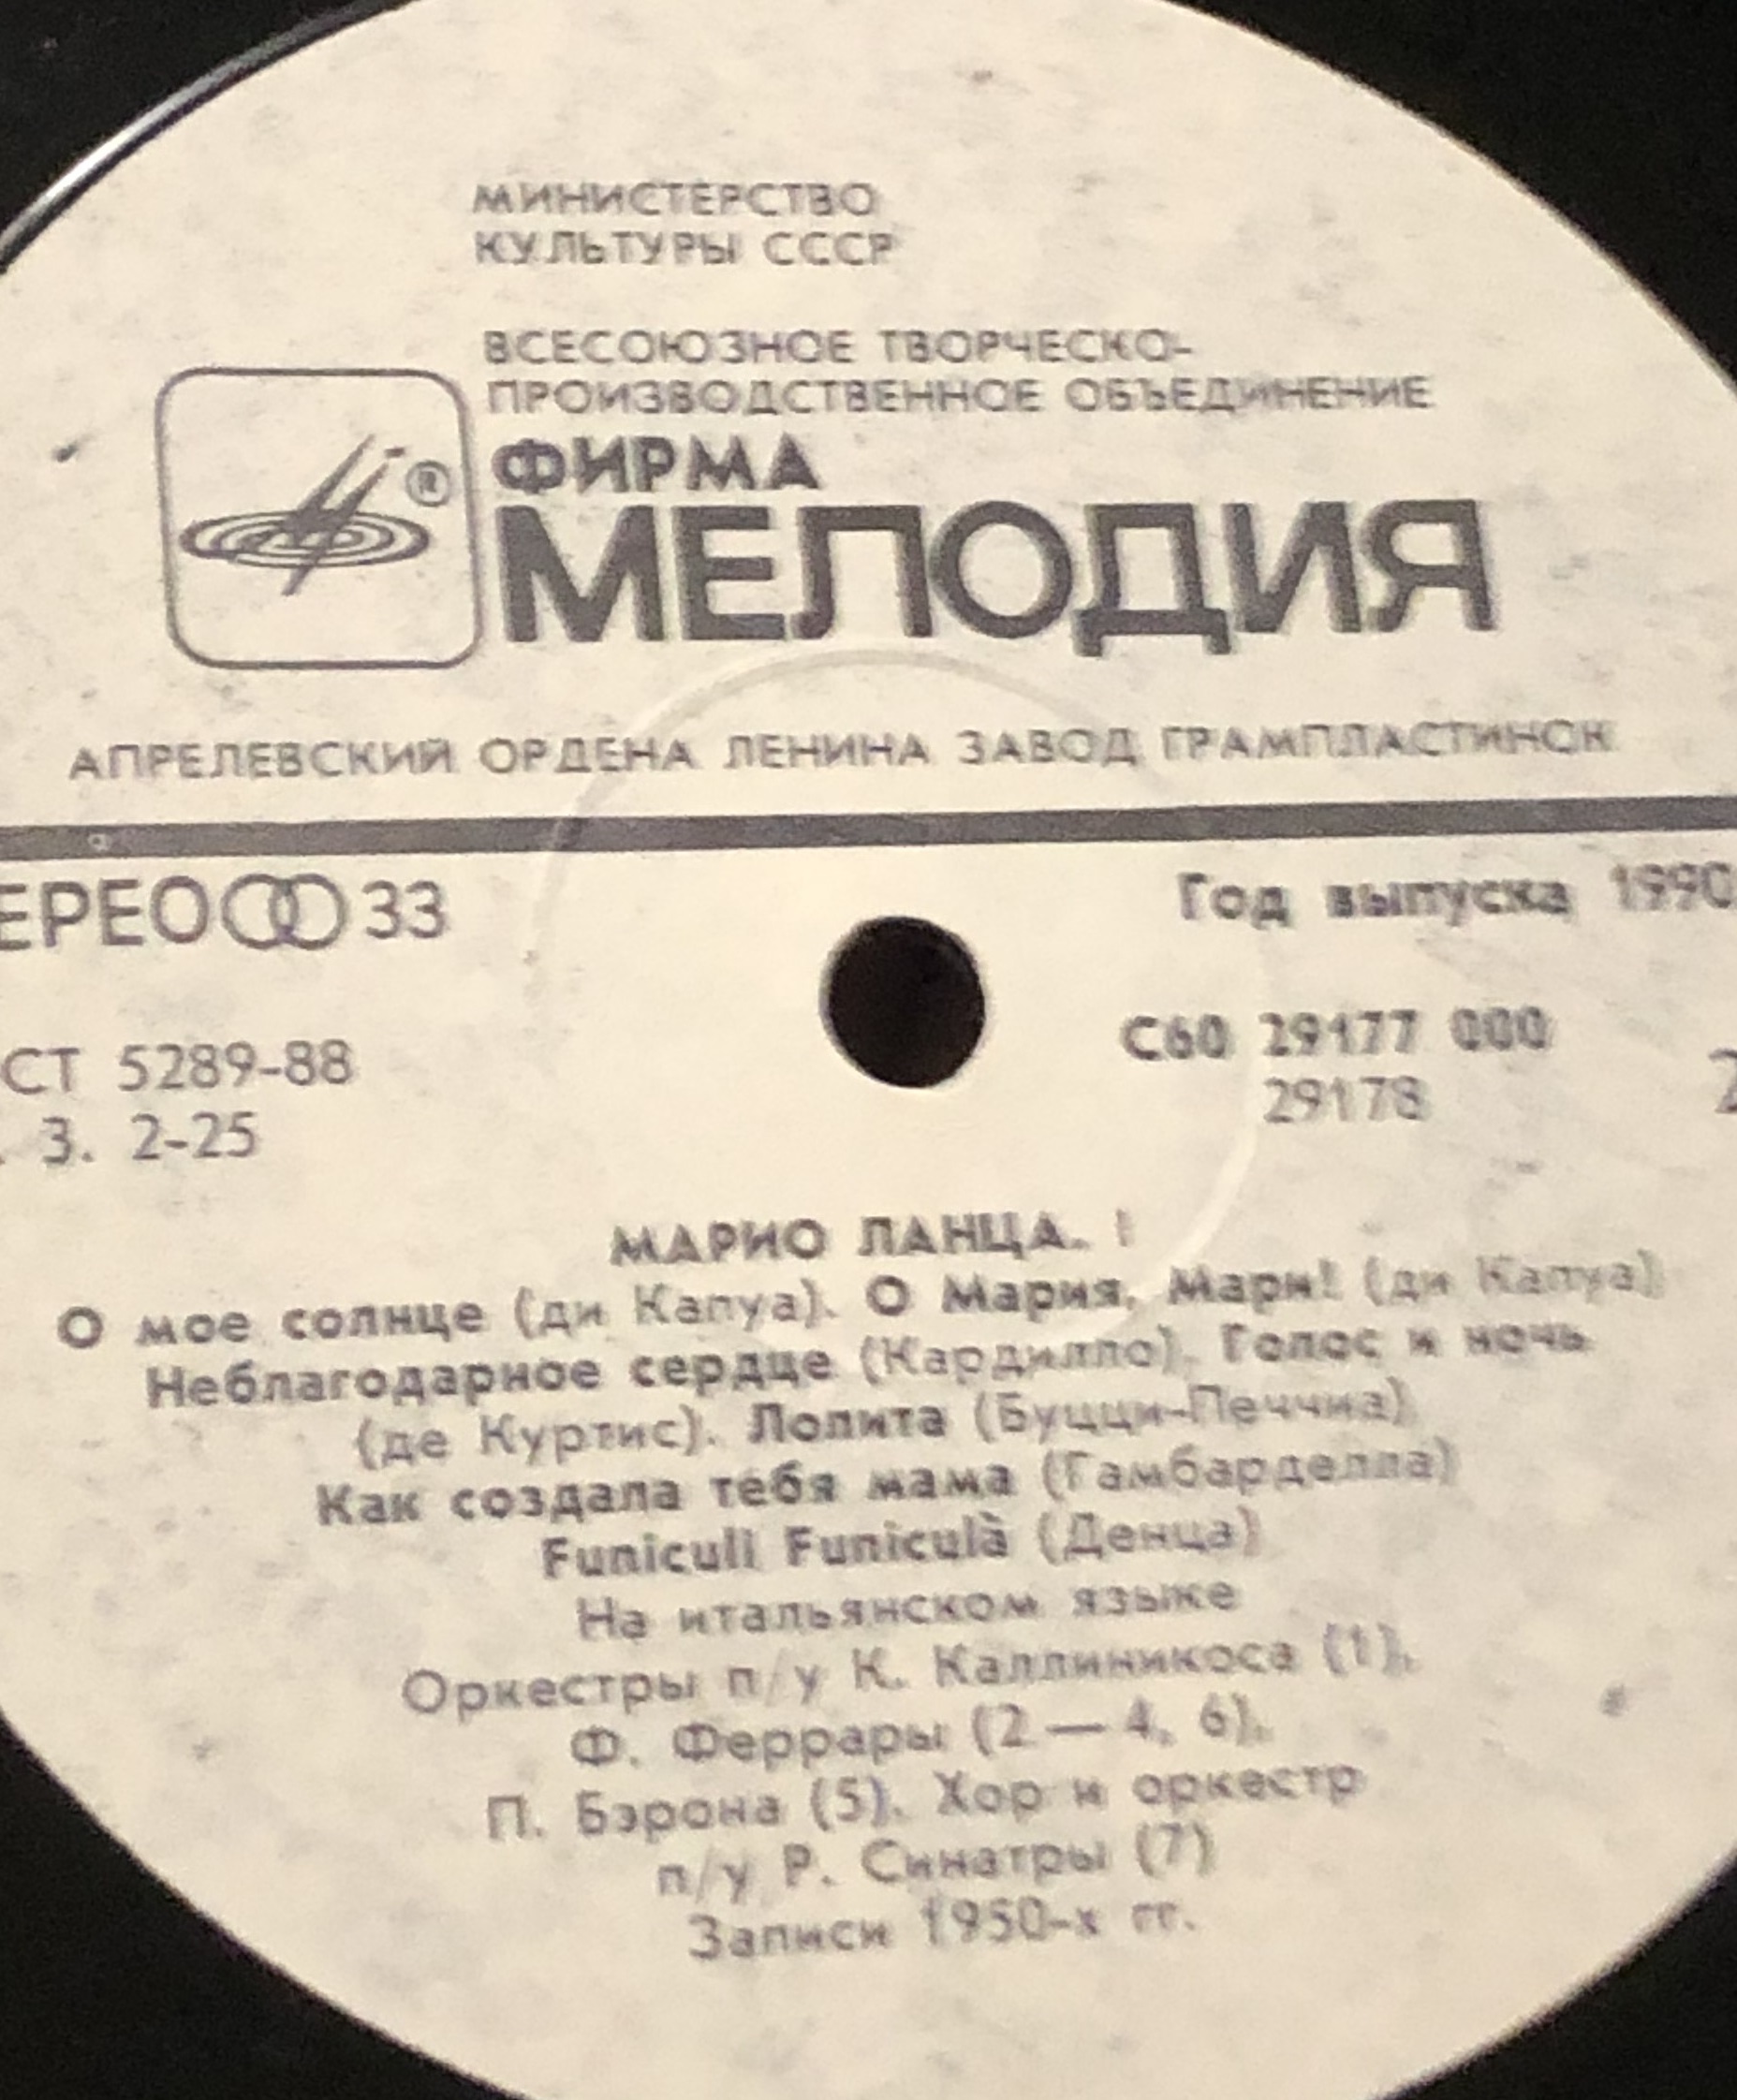 МИНИСТЕРСТВО
КУЛЬТУРЫ СССР
ВСЕСОЮЗНОЕ ТВОРЧЕСКО-
ПРОИЗВОДСТВЕННОЕ ОБЪЕДИНЕНИЕ
®
ФИРМА
МЕЛОДИЯ
АПРЕЛЕВСКИЙ ОРДЕНА ЛЕНИНА ЗАВОД ГРАМПЛАСТИНОК
ЕРЕО 33 Год выпуска 1990
СТ 5289-88 С60 29177 000
. 3. 2-25 29178 2
МАРИО ЛАНЦА. I
О мое солнце (ди Капуа). О Мария, Мари! (ди Капуа)
Неблагодарное сердце (Кардилло). Голос и ночь
(де Куртис). Лолита (Буцци-Печчиа)
Как создала тебя мама (Гамбарделла)
Funiculi Funiculà (Денца)
На итальянском языке
Оркестры п/у К. Каллиникоса (1),
Ф. Феррары (2 — 4, 6),
П. Бэрона (5). Хор и оркестр
п/у Р. Синатры (7)
Записи 1950-х гг.